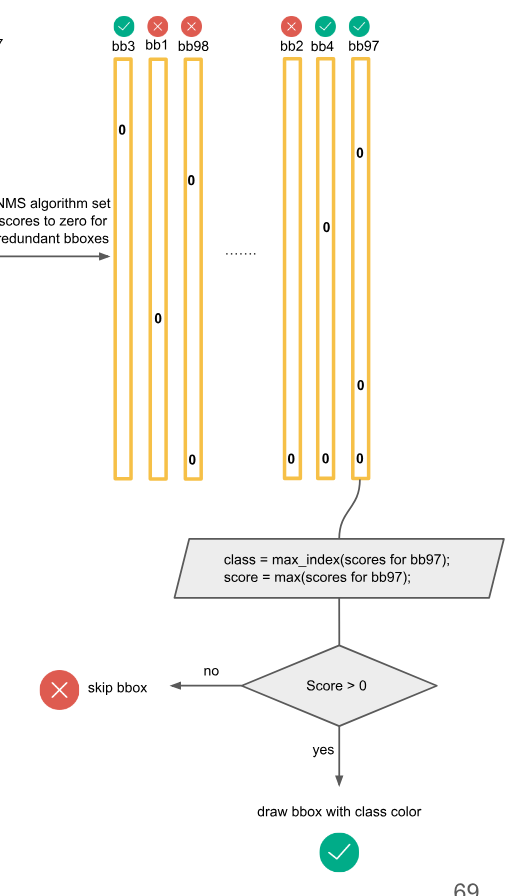 bb3 bb1 bb98 bb2 bb4 bb97
0
0
0
NMS algorithm set
scores to zero for
redundant bboxes
0
.......
0
0
0 0 0 0
class = max_index(scores for bb97);
score = max(scores for bb97);
no
skip bbox
Score > 0
yes
draw bbox with class color
69